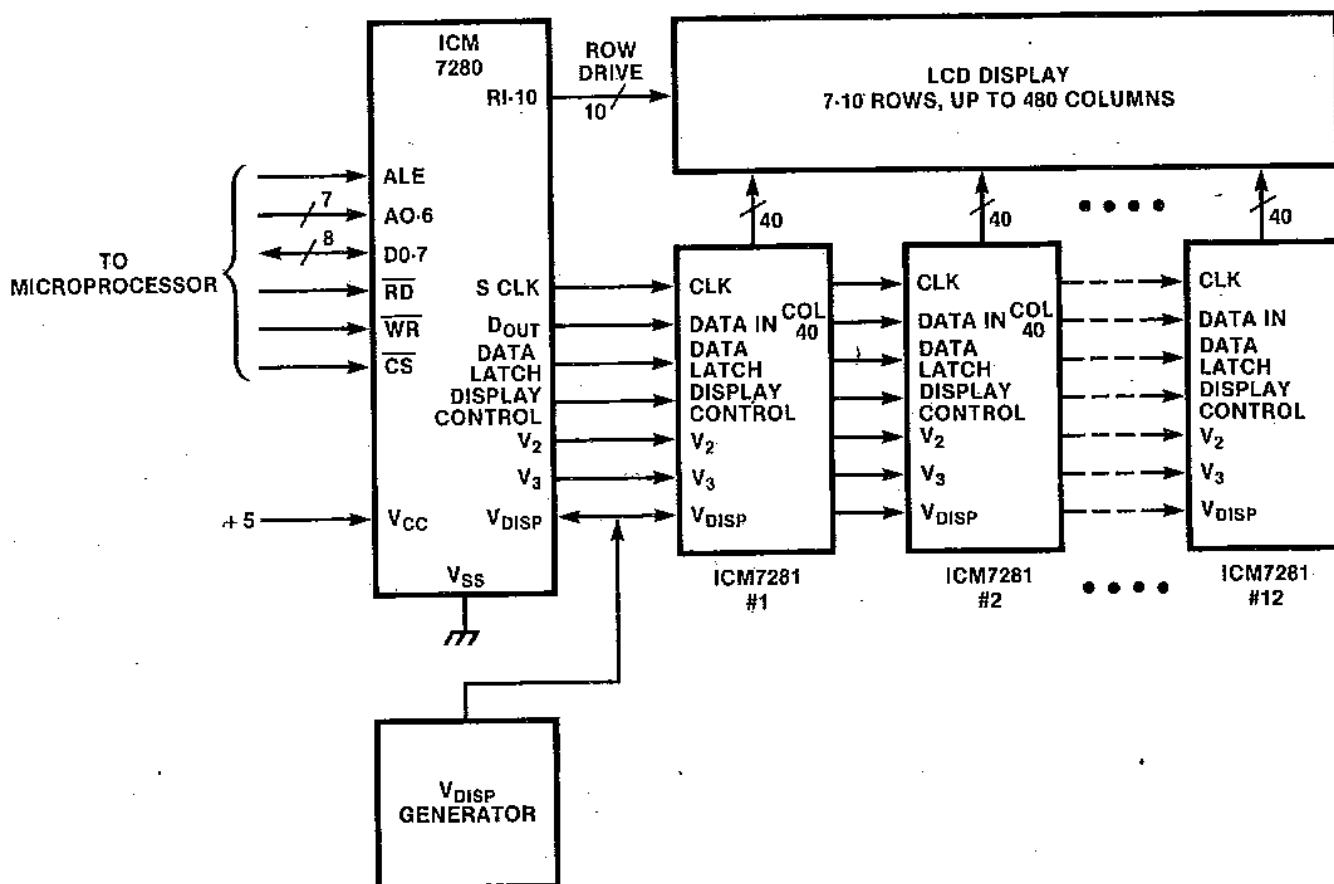 ICM
7280
RI-10
ROW
DRIVE
10
LCD DISPLAY
7-10 ROWS, UP TO 480 COLUMNS
TO
MICROPROCESSOR
ALE
7
AO-6
8
D0-7
RD
WR
CS
+5
VCC
VSS
S CLK
DOUT
DATA
LATCH
DISPLAY
CONTROL
V2
V3
VDISP
40
CLK
DATA IN
COL
40
DATA
LATCH
DISPLAY
CONTROL
V2
V3
VDISP
ICM7281
#1
40
CLK
DATA IN
COL
40
DATA
LATCH
DISPLAY
CONTROL
V2
V3
VDISP
ICM7281
#2
40
CLK
DATA IN
DATA
LATCH
DISPLAY
CONTROL
V2
V3
VDISP
ICM7281
#12
VDISP
GENERATOR